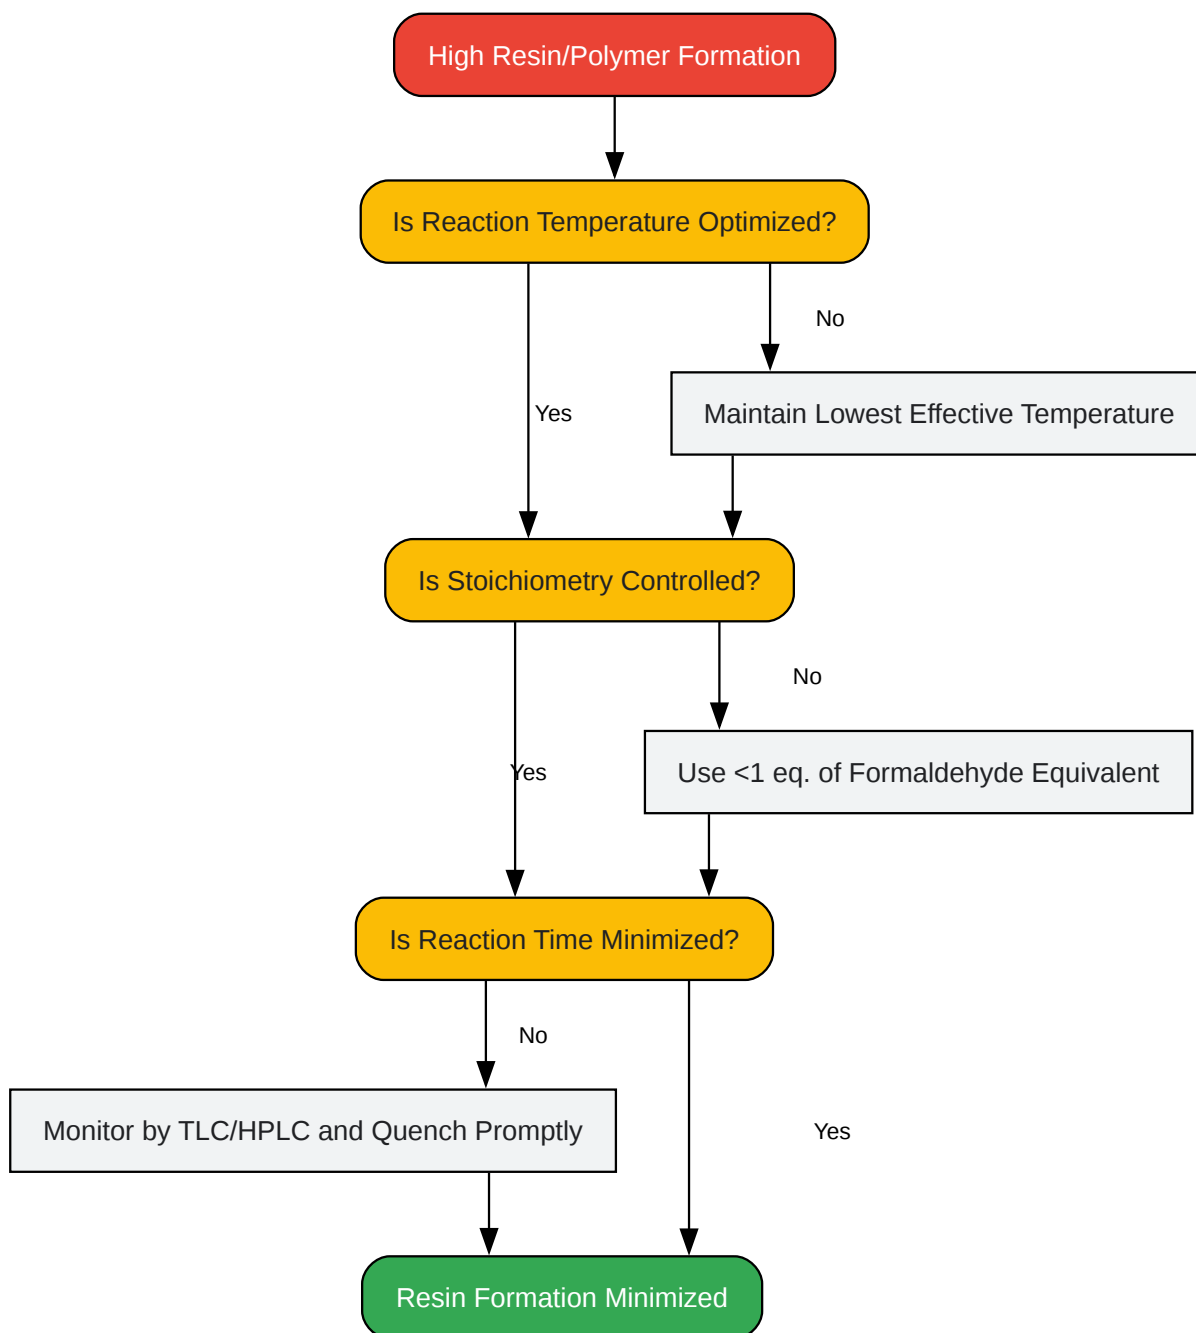 High Resin/Polymer Formation
Is Reaction Temperature Optimized?
No
Yes
Maintain Lowest Effective Temperature
Is Stoichiometry Controlled?
No
Yes
Use <1 eq. of Formaldehyde Equivalent
Is Reaction Time Minimized?
No
Monitor by TLC/HPLC and Quench Promptly
Yes
Resin Formation Minimized